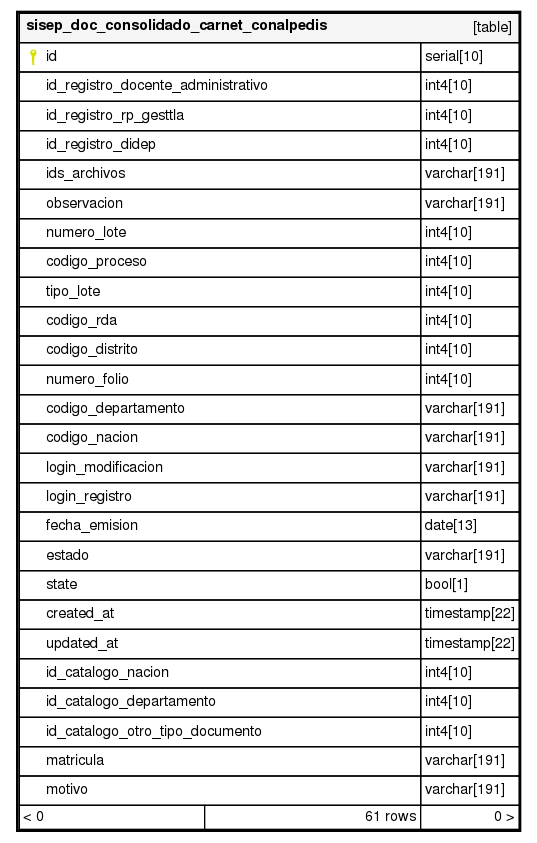 sisep_doc_consolidado_carnet_conalpedis [table]
id serial[10]
id_registro_docente_administrativo int4[10]
id_registro_rp_gesttla int4[10]
id_registro_didep int4[10]
ids_archivos varchar[191]
observacion varchar[191]
numero_lote int4[10]
codigo_proceso int4[10]
tipo_lote int4[10]
codigo_rda int4[10]
codigo_distrito int4[10]
numero_folio int4[10]
codigo_departamento varchar[191]
codigo_nacion varchar[191]
login_modificacion varchar[191]
login_registro varchar[191]
fecha_emision date[13]
estado varchar[191]
state bool[1]
created_at timestamp[22]
updated_at timestamp[22]
id_catalogo_nacion int4[10]
id_catalogo_departamento int4[10]
id_catalogo_otro_tipo_documento int4[10]
matricula varchar[191]
motivo varchar[191]
< 0 61 rows 0 >